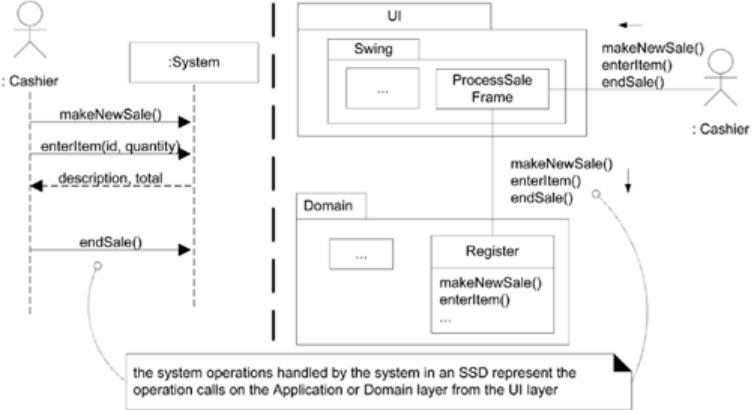 : Cashier
:System
makeNewSale()
enterItem(id, quantity)
description, total
endSale()
UI
Swing
...
ProcessSale
Frame
makeNewSale()
enterItem()
endSale()
: Cashier
makeNewSale()
enterItem()
endSale()
Domain
...
Register
makeNewSale()
enterItem()
...
the system operations handled by the system in an SSD represent the
operation calls on the Application or Domain layer from the UI layer